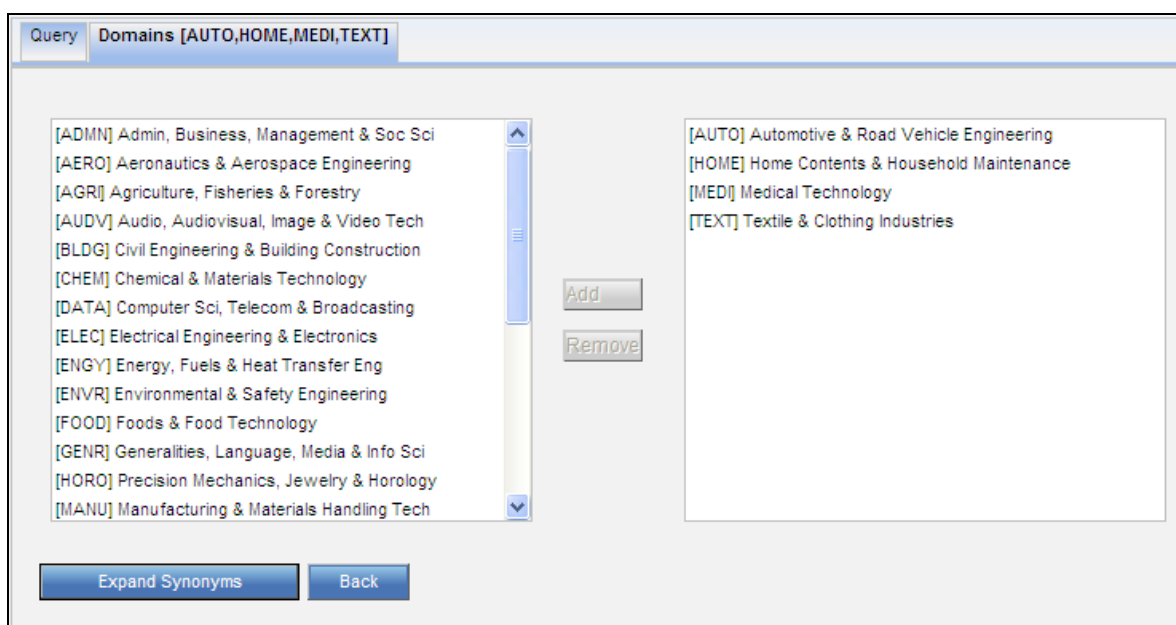 Query Domains [AUTO,HOME,MEDI,TEXT]
[ADMN] Admin, Business, Management & Soc Sci
[AERO] Aeronautics & Aerospace Engineering
[AGRI] Agriculture, Fisheries & Forestry
[AUDV] Audio, Audiovisual, Image & Video Tech
[BLDG] Civil Engineering & Building Construction
[CHEM] Chemical & Materials Technology
[DATA] Computer Sci, Telecom & Broadcasting
[ELEC] Electrical Engineering & Electronics
[ENGY] Energy, Fuels & Heat Transfer Eng
[ENVR] Environmental & Safety Engineering
[FOOD] Foods & Food Technology
[GENR] Generalities, Language, Media & Info Sci
[HORO] Precision Mechanics, Jewelry & Horology
[MANU] Manufacturing & Materials Handling Tech
Add
Remove
[AUTO] Automotive & Road Vehicle Engineering
[HOME] Home Contents & Household Maintenance
[MEDI] Medical Technology
[TEXT] Textile & Clothing Industries
Expand Synonyms Back